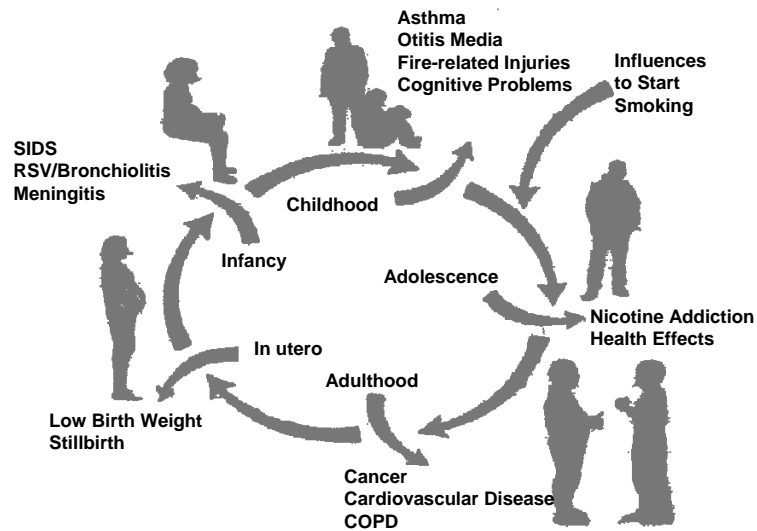 Asthma
Otitis Media
Fire-related Injuries
Cognitive Problems
Influences
to Start
Smoking
SIDS
RSV/Bronchiolitis
Meningitis
Childhood
Infancy
Adolescence
Nicotine Addiction
Health Effects
In utero
Adulthood
Low Birth Weight
Stillbirth
Cancer
Cardiovascular Disease
COPD